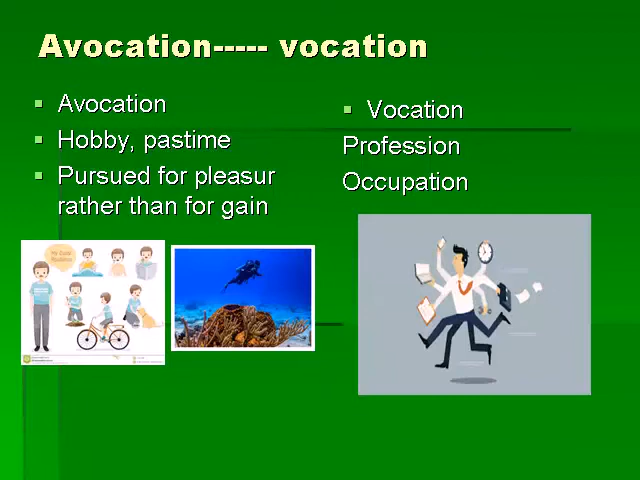 Avocation----- vocation
Avocation
Hobby, pastime
Pursued for pleasur
rather than for gain
Vocation
Profession
Occupation